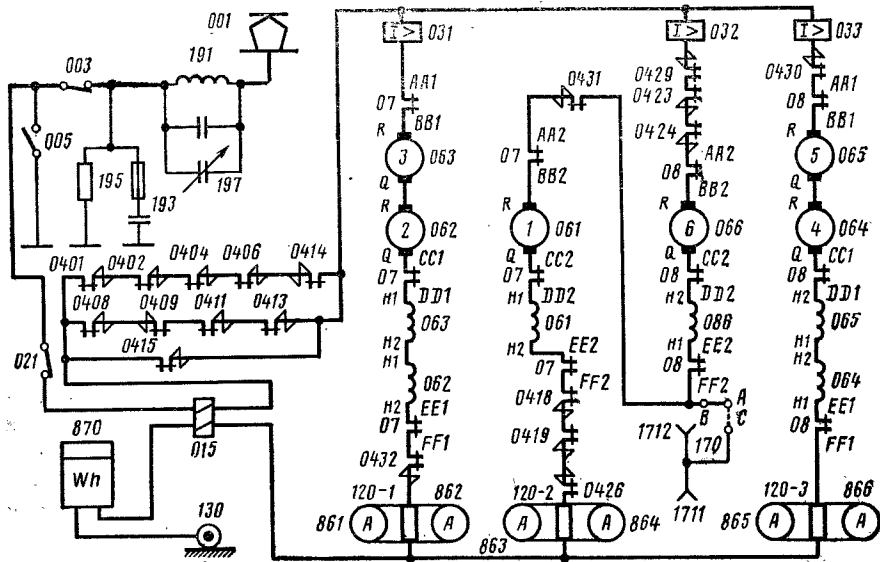 001
003
191
I> 031
I> 032
I> 033
005
195
193
197
0429
0423
0424
0430
0431
AA1
07
BB1
AA2
07
BB2
AA2
08
BB2
AA1
08
BB1
R
3
063
Q
R
2
062
Q
R
1
061
Q
R
6
066
Q
R
5
065
Q
R
4
064
Q
0401
0402
0404
0406
0414
0408
0409
0411
0413
0415
021
CC1
07
DD1
H1
063
H2
H1
062
H2
EE1
07
FF1
0432
CC2
07
DD2
H1
061
H2
EE2
07
FF2
0418
0419
0426
CC2
08
DD2
H2
086
H1
EE2
08
FF2
CC1
08
DD1
H2
065
H1
H2
064
H1
EE1
08
FF1
A
B
C
170
1712
1711
870
Wh
015
130
120-1
862
861
A
A
120-2
863
A
A
864
120-3
866
865
A
A